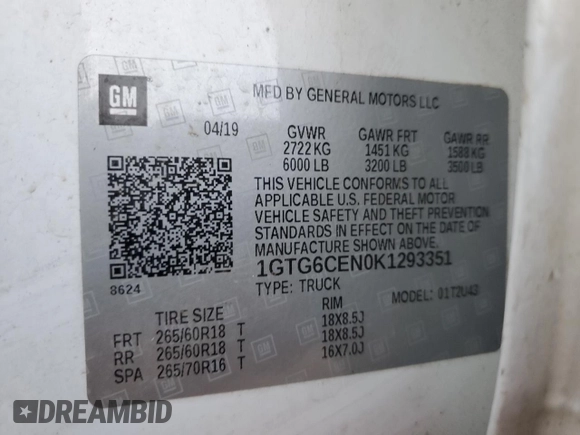 GM
MFD BY GENERAL MOTORS LLC
04/19
GVWR GAWR FRT GAWR RR
2722 KG 1451 KG 1588 KG
6000 LB 3200 LB 3500 LB
THIS VEHICLE CONFORMS TO ALL
APPLICABLE U.S. FEDERAL MOTOR
VEHICLE SAFETY AND THEFT PREVENTION
STANDARDS IN EFFECT ON THE DATE OF
MANUFACTURE SHOWN ABOVE.
1GTG6CEN0K1293351
8624
TYPE: TRUCK MODEL: 01T2U43
TIRE SIZE RIM
FRT 265/60R18 T 18X8.5J
RR 265/60R18 T 18X8.5J
SPA 265/70R16 T 16X7.0J
DREAMBID